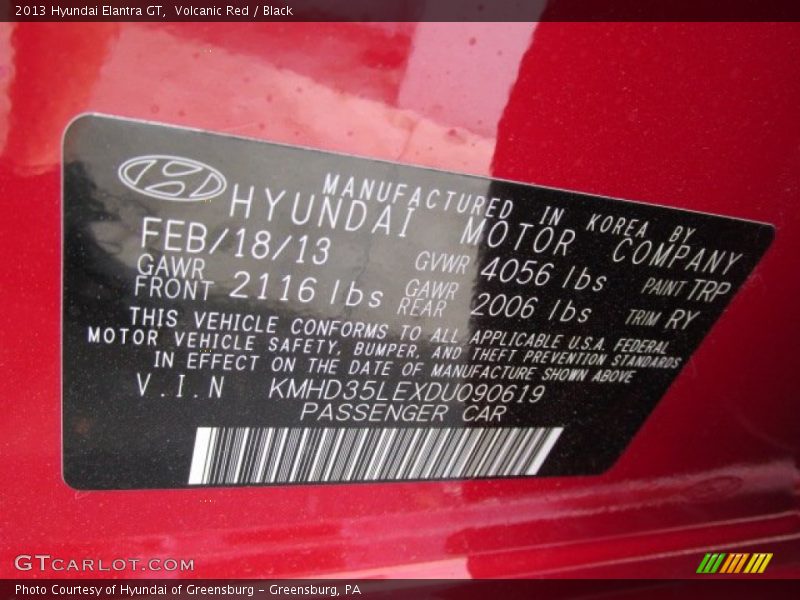 2013 Hyundai Elantra GT, Volcanic Red / Black
MANUFACTURED IN KOREA BY
HYUNDAI MOTOR COMPANY
FEB/18/13 GVWR 4056 lbs PAINT TRP
GAWR FRONT 2116 lbs GAWR REAR 2006 lbs TRIM RY
THIS VEHICLE CONFORMS TO ALL APPLICABLE U.S.A. FEDERAL
MOTOR VEHICLE SAFETY, BUMPER, AND THEFT PREVENTION STANDARDS
IN EFFECT ON THE DATE OF MANUFACTURE SHOWN ABOVE
V.I.N KMHD35LEXDU090619
PASSENGER CAR
GTCARLOT.COM
Photo Courtesy of Hyundai of Greensburg - Greensburg, PA